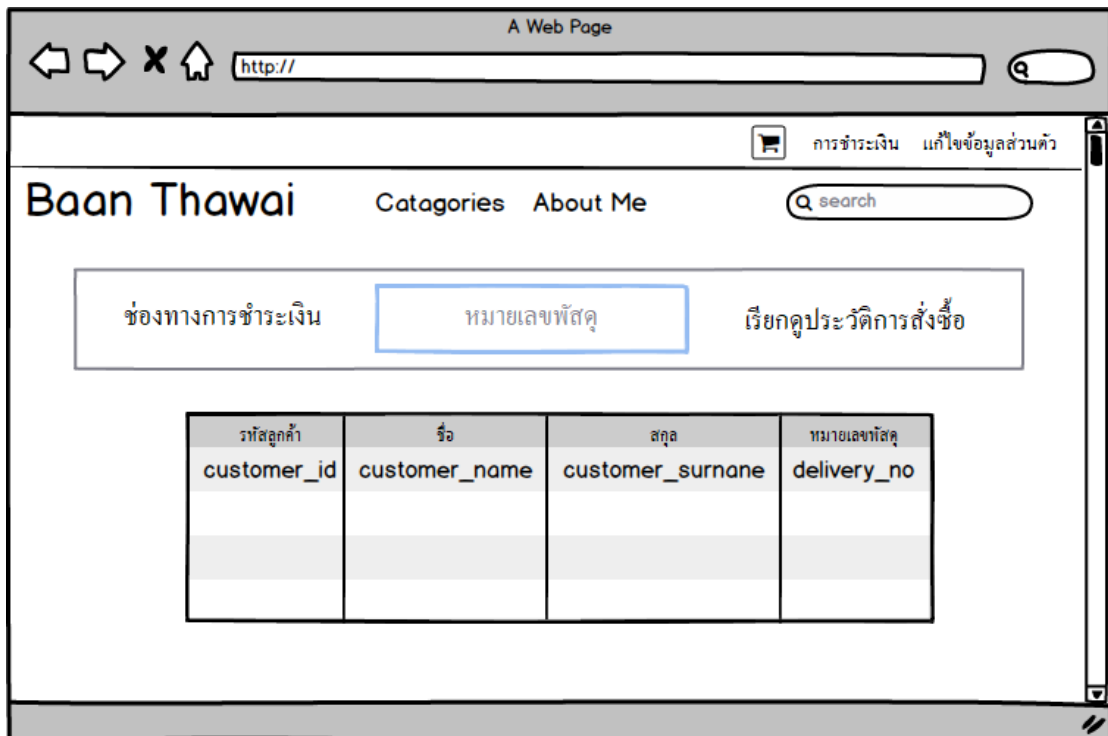 A Web Page
http://
การชำระเงิน แก้ไขข้อมูลส่วนตัว
Baan Thawai Catagories About Me search
ช่องทางการชำระเงิน หมายเลขพัสดุ เรียกดูประวัติการสั่งซื้อ
รหัสลูกค้า ชื่อ สกุล หมายเลขพัสดุ
customer_id customer_name customer_surnane delivery_no